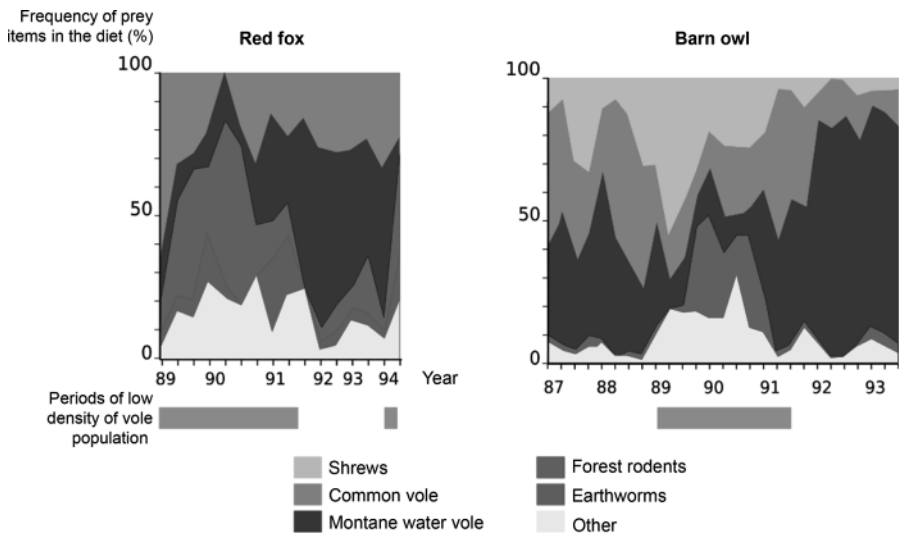 Frequency of prey
items in the diet (%)
Red fox
Barn owl
100
50
0
89 90 91 92 93 94 Year
100
50
0
87 88 89 90 91 92 93
Periods of low
density of vole
population
Shrews
Common vole
Montane water vole
Forest rodents
Earthworms
Other